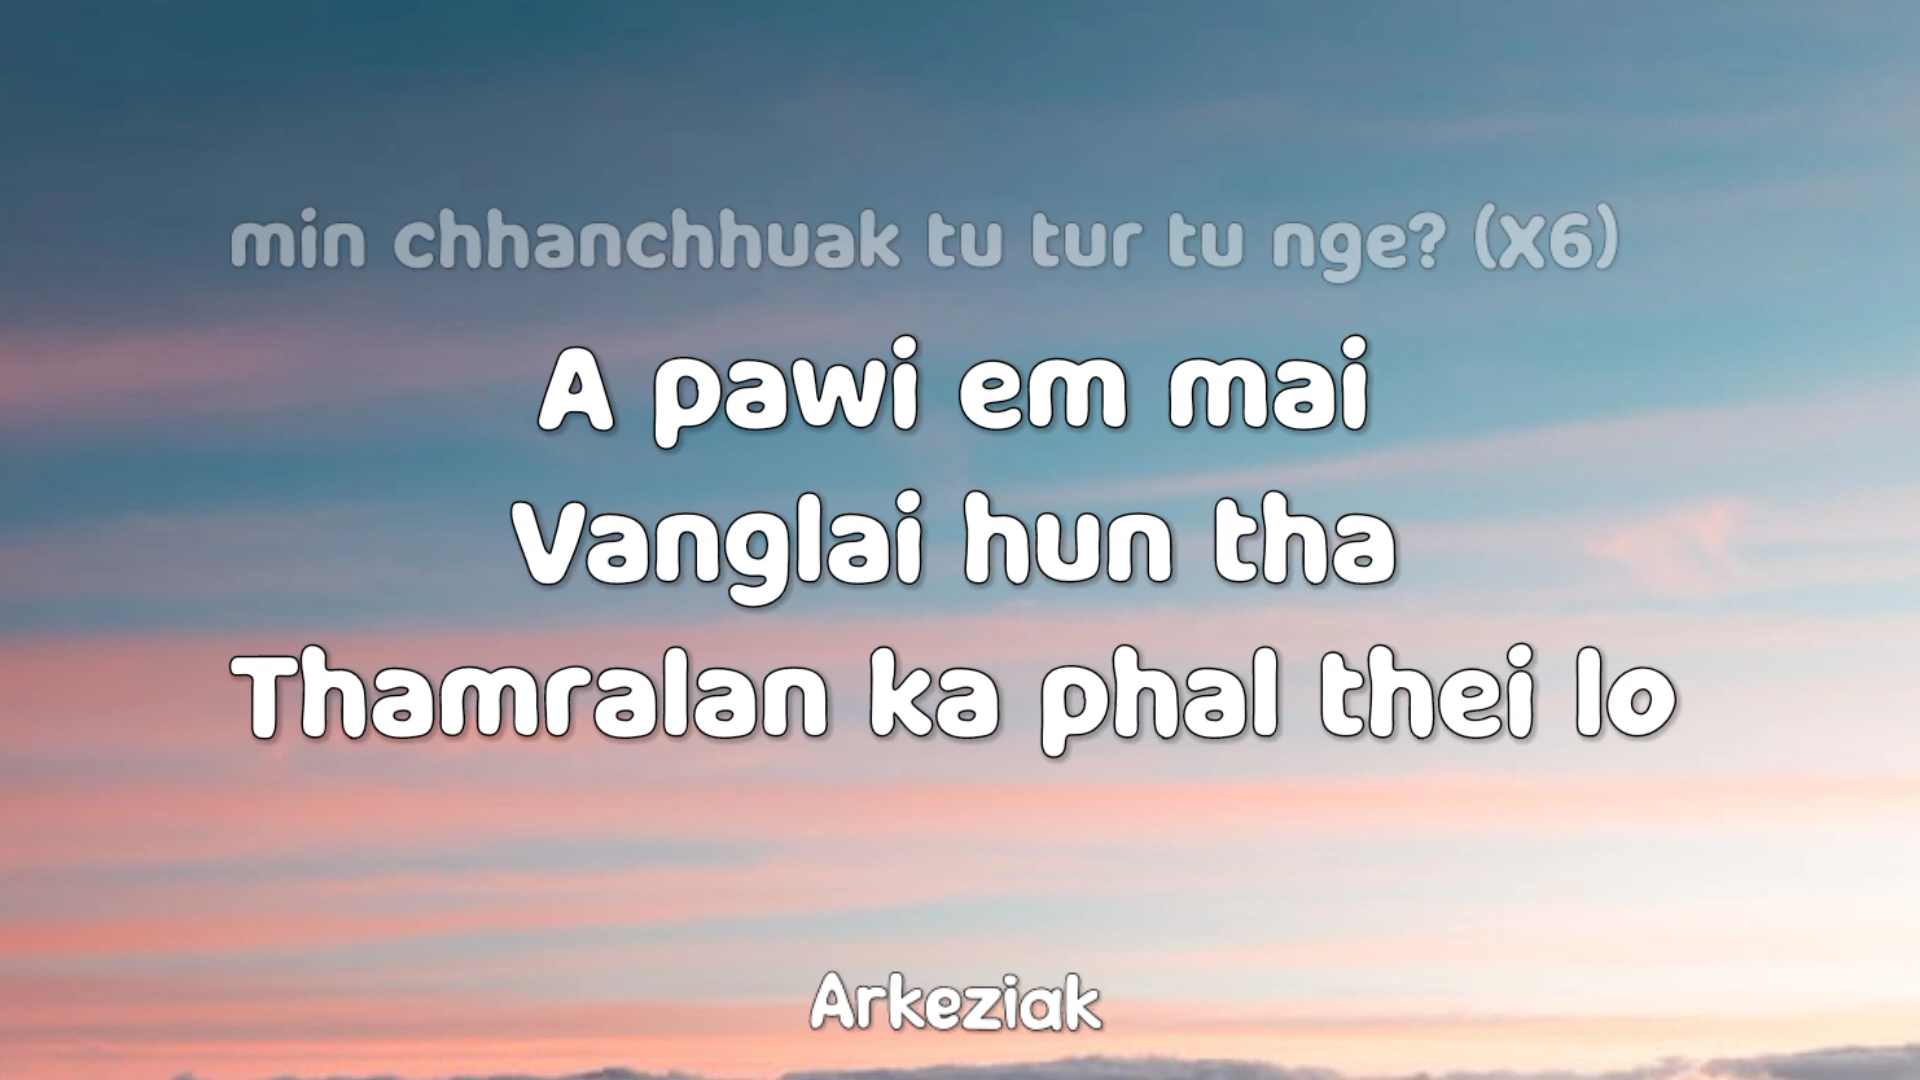 min chhanchhuak tu tur tu nge? (X6)
A pawi em mai
Vanglai hun tha
Thamralan ka phal thei lo
Arkeziak